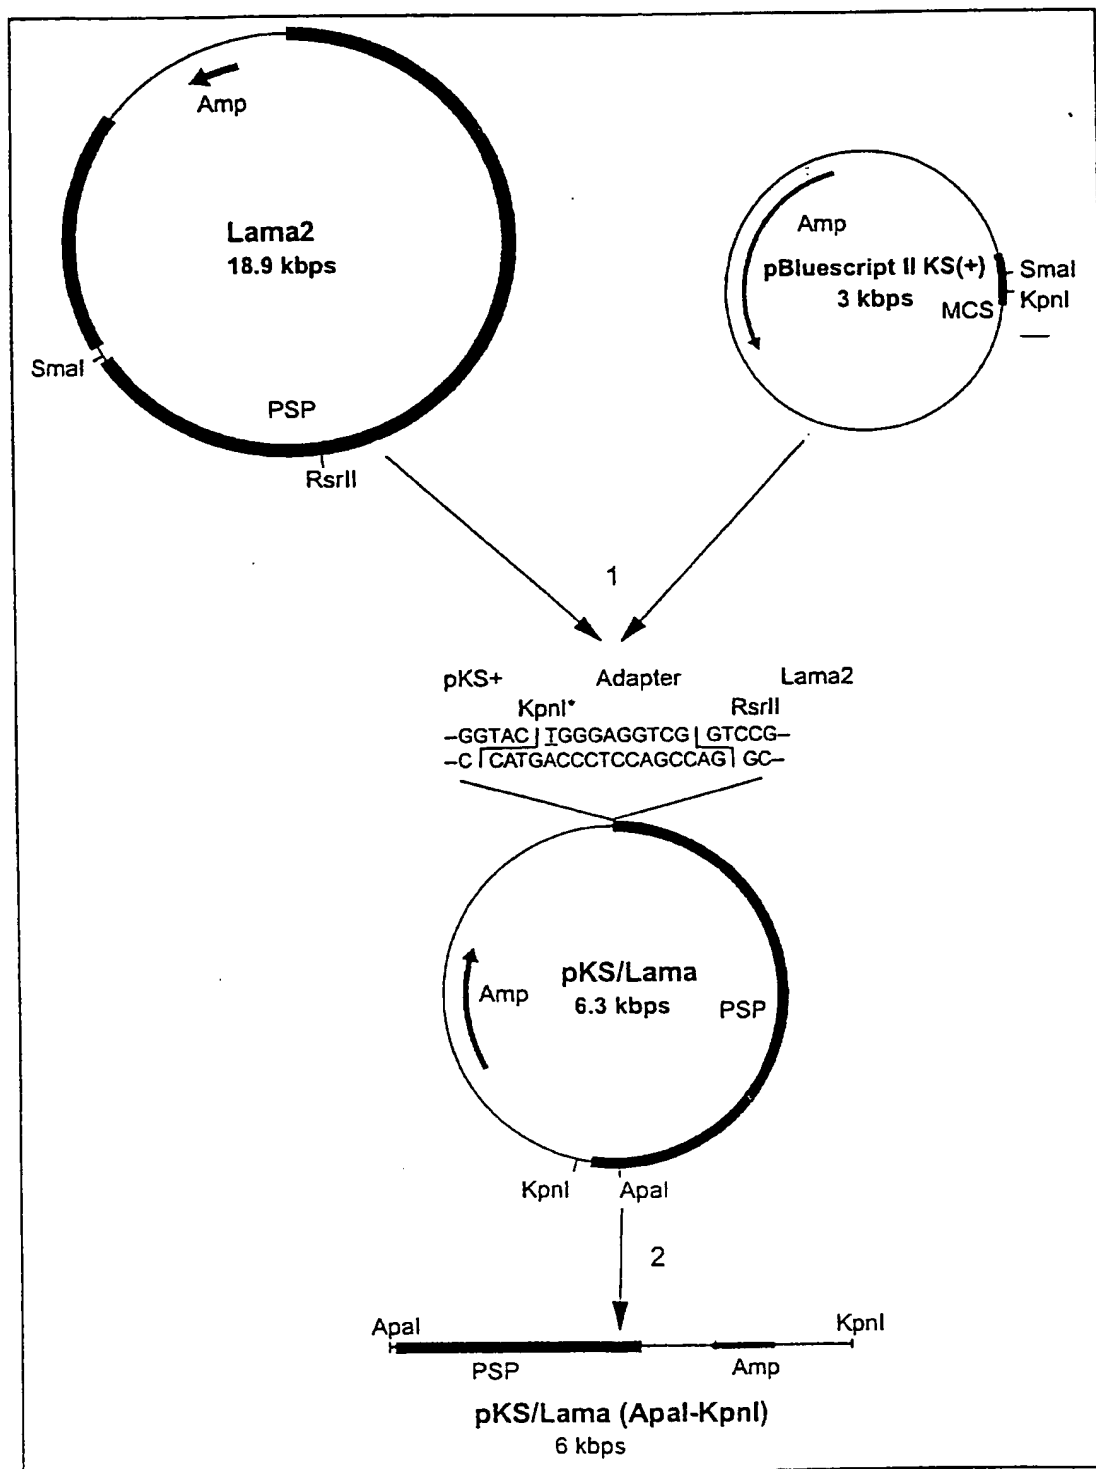 Amp
Lama2
18.9 kbps
SmaI
PSP
RsrII
Amp
pBluescript II KS(+)
3 kbps
SmaI
KpnI
MCS
1
pKS+ Adapter Lama2
KpnI* RsrII
–GGTAC TGGGAGGTCG GTCCG–
–C CATGACCCTCCAGCCAG GC–
pKS/Lama
6.3 kbps
Amp
PSP
KpnI ApaI
2
ApaI KpnI
PSP Amp
pKS/Lama (ApaI-KpnI)
6 kbps